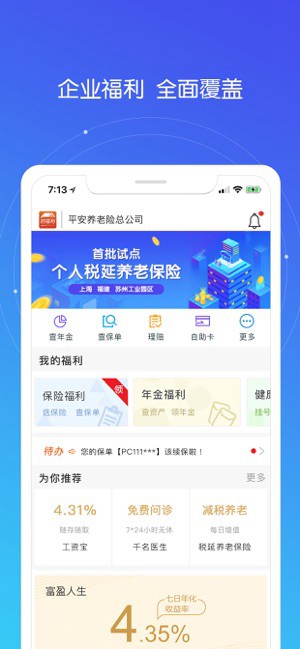 企业福利 全面覆盖
7:13
平安养老险总公司
首批试点
个人税延养老保险
上海 福建 苏州工业园区
查年金 查保单 理赔 自助卡 更多
我的福利
保险福利 领 年金福利 健康
选保险 查保单 查资产 领年金 挂号
待办 您的保单【PC111***】该续保啦！
为你推荐 更多
4.31% 免费问诊 减税养老
随存随取 7*24小时无休 每日增值
工资宝 千名医生 税延养老保险
富盈人生
七日年化
收益率
4.35%